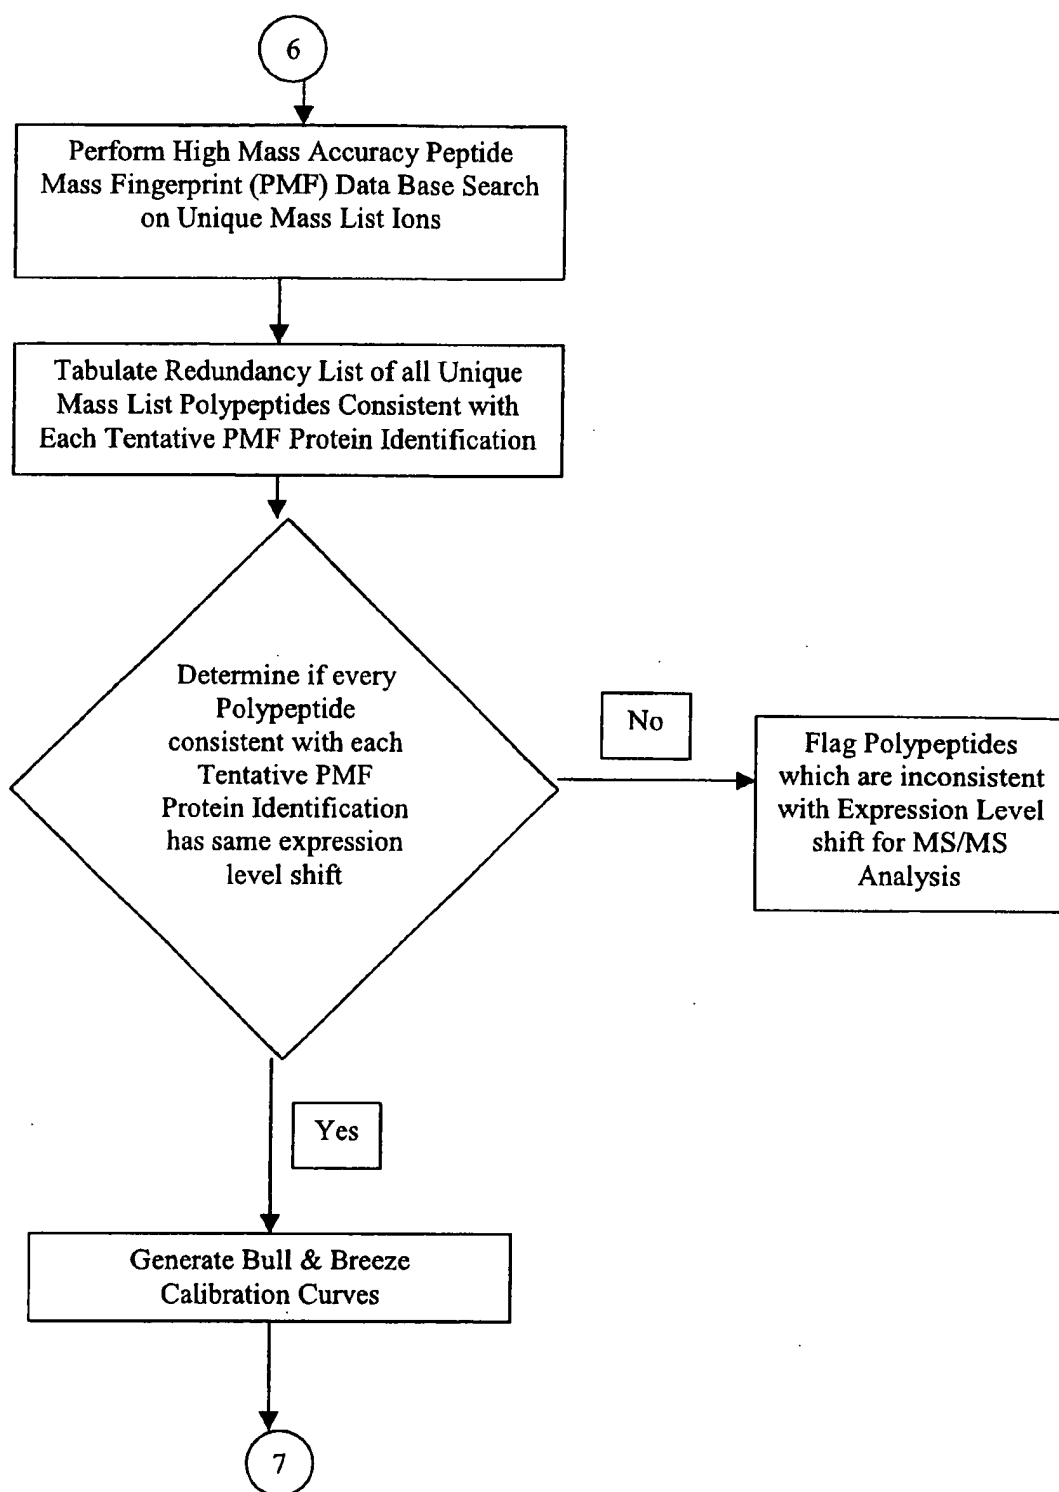 6
Perform High Mass Accuracy Peptide
Mass Fingerprint (PMF) Data Base Search
on Unique Mass List Ions
Tabulate Redundancy List of all Unique
Mass List Polypeptides Consistent with
Each Tentative PMF Protein Identification
Determine if every
Polypeptide
consistent with each
Tentative PMF
Protein Identification
has same expression
level shift
No
Flag Polypeptides
which are inconsistent
with Expression Level
shift for MS/MS
Analysis
Yes
Generate Bull & Breeze
Calibration Curves
7